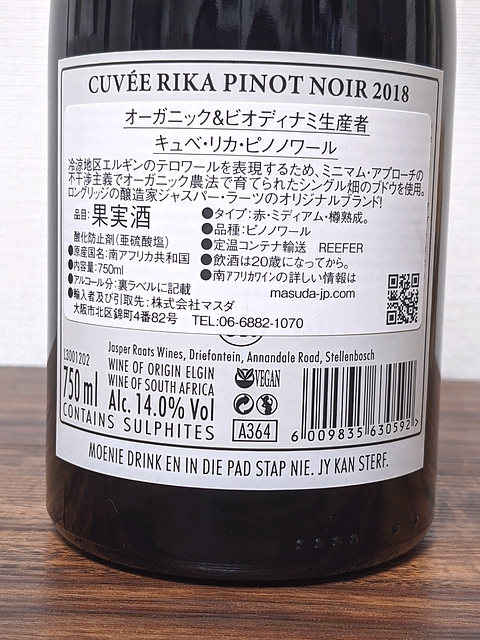 CUVÉE RIKA PINOT NOIR 2018
オーガニック&ビオディナミ生産者
キュベ・リカ・ピノノワール
冷涼地区エルギンのテロワールを表現するため、ミニマム・アプローチの
不干渉主義でオーガニック農法で育てられたシングル畑のブドウを使用。
ロングリッジの醸造家ジャスパー・ラーツのオリジナルブランド!
品目:果実酒
酸化防止剤(亜硫酸塩)
●原産国名:南アフリカ共和国
●内容量:750ml
●アルコール分:裏ラベルに記載
●輸入者及び引取先:株式会社マスダ
大阪市北区錦町4番82号 TEL:06-6882-1070
●タイプ:赤・ミディアム・樽熟成。
●品種:ピノノワール
●定温コンテナ輸送 REEFER
●飲酒は20歳になってから。
●南アフリカワインの詳しい情報は
masuda-jp.com
L3001202
Jasper Raats Wines, Driefontein, Annandale Road, Stellenbosch
750 ml
WINE OF ORIGIN ELGIN
WINE OF SOUTH AFRICA
Alc. 14.0% Vol
CONTAINS SULPHITES
VEGAN
A364
6 009835 630592 >
MOENIE DRINK EN IN DIE PAD STAP NIE. JY KAN STERF.